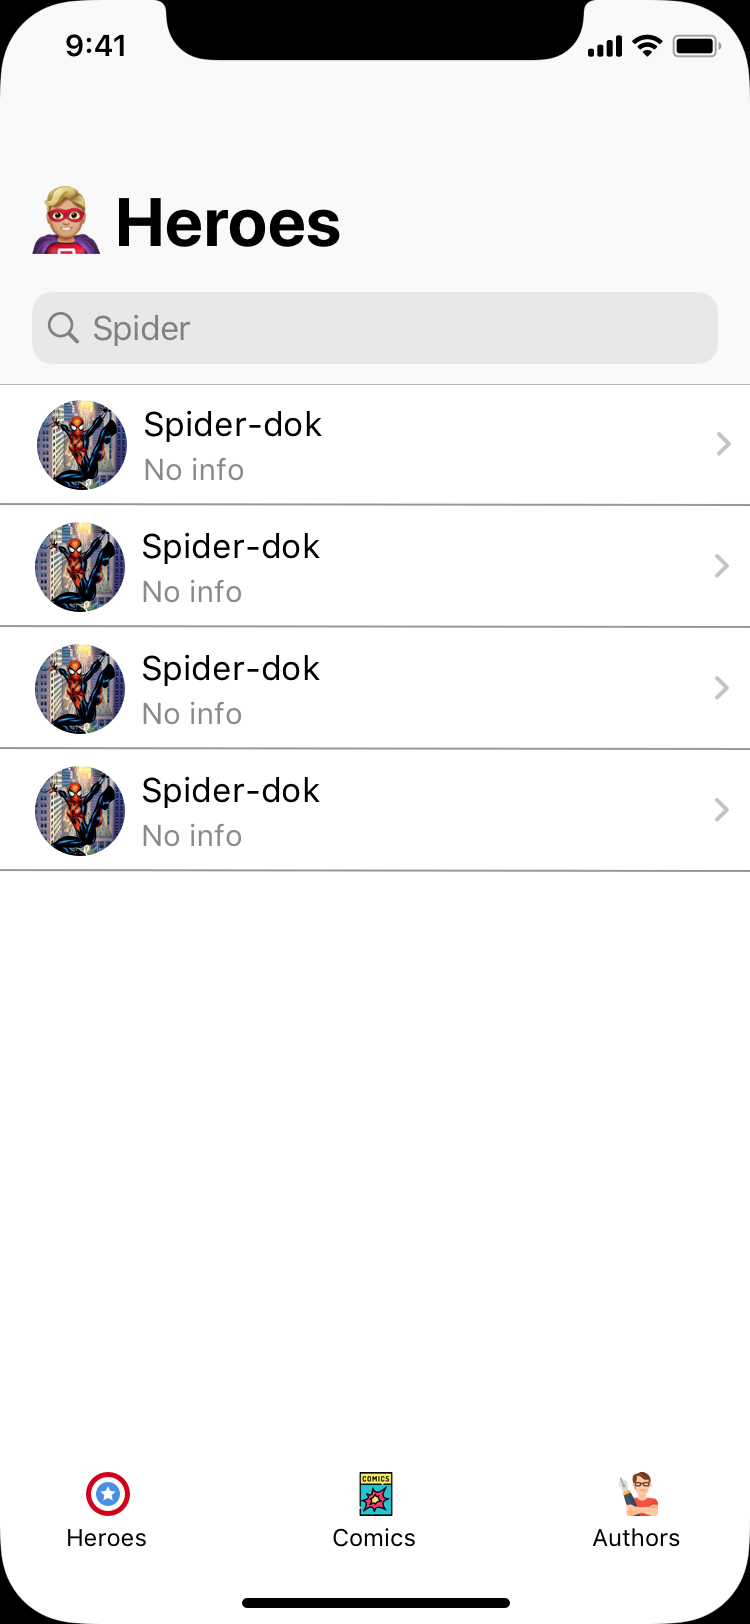 9:41
Heroes
Spider
Spider-dok
No info
Spider-dok
No info
Spider-dok
No info
Spider-dok
No info
COMICS
Heroes
Comics
Authors